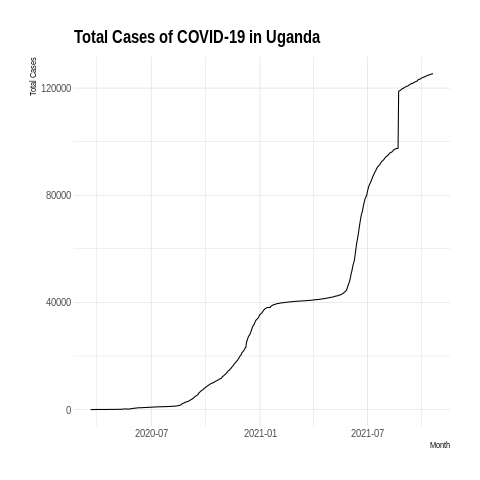 Total Cases of COVID-19 in Uganda
Total Cases
120000
80000
40000
0
2020-07
2021-01
2021-07
Month